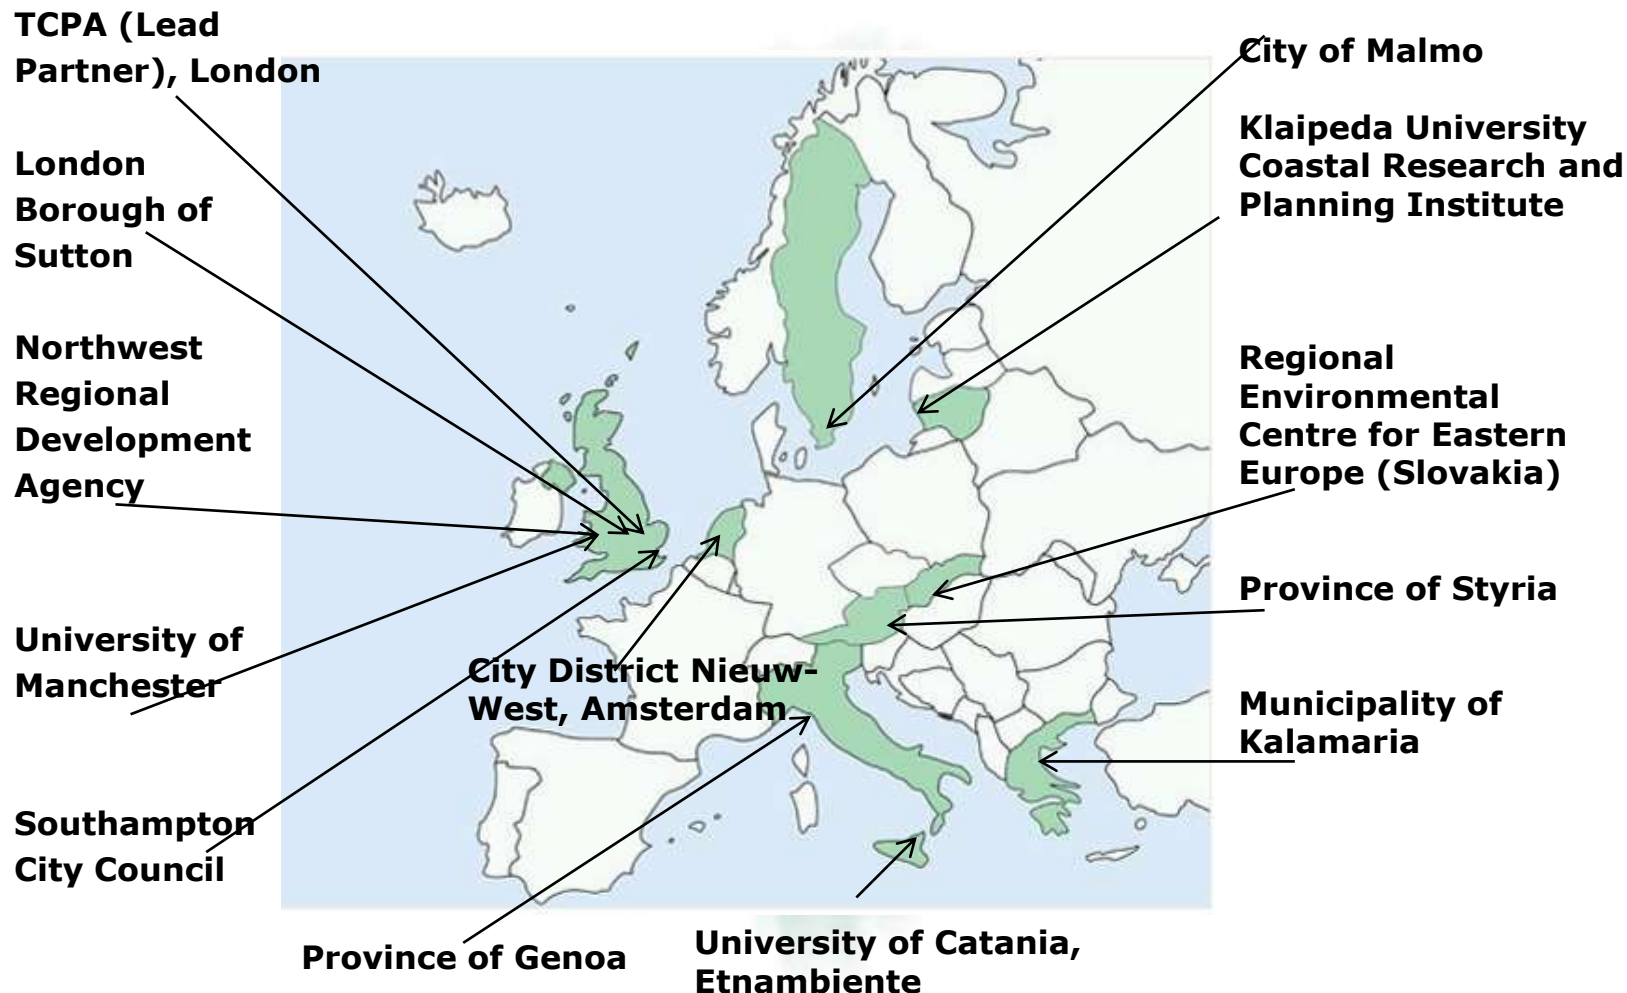 TCPA (Lead
Partner), London
London
Borough of
Sutton
Northwest
Regional
Development
Agency
University of
Manchester
Southampton
City Council
City District Nieuw-
West, Amsterdam
Province of Genoa
University of Catania,
Etnambiente
City of Malmo
Klaipeda University
Coastal Research and
Planning Institute
Regional
Environmental
Centre for Eastern
Europe (Slovakia)
Province of Styria
Municipality of
Kalamaria